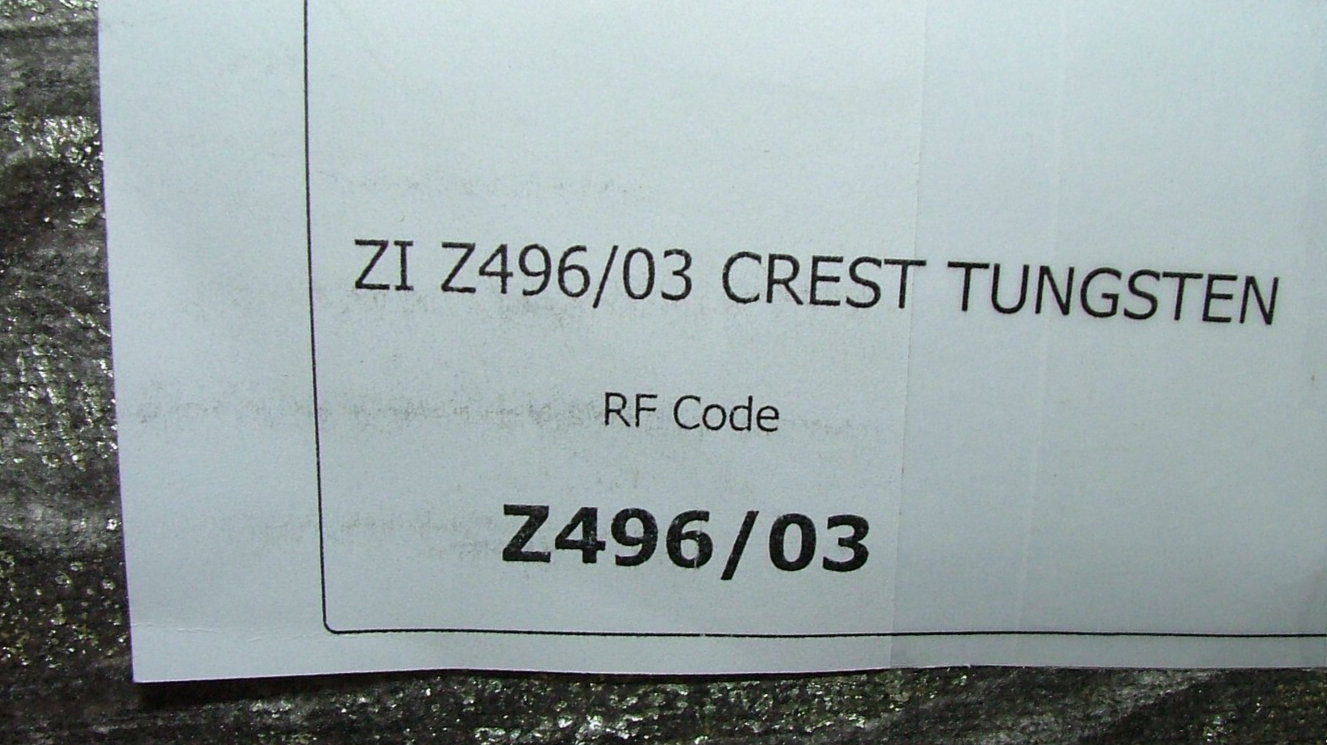 ZI Z496/03 CREST TUNGSTEN
RF Code
Z496/03